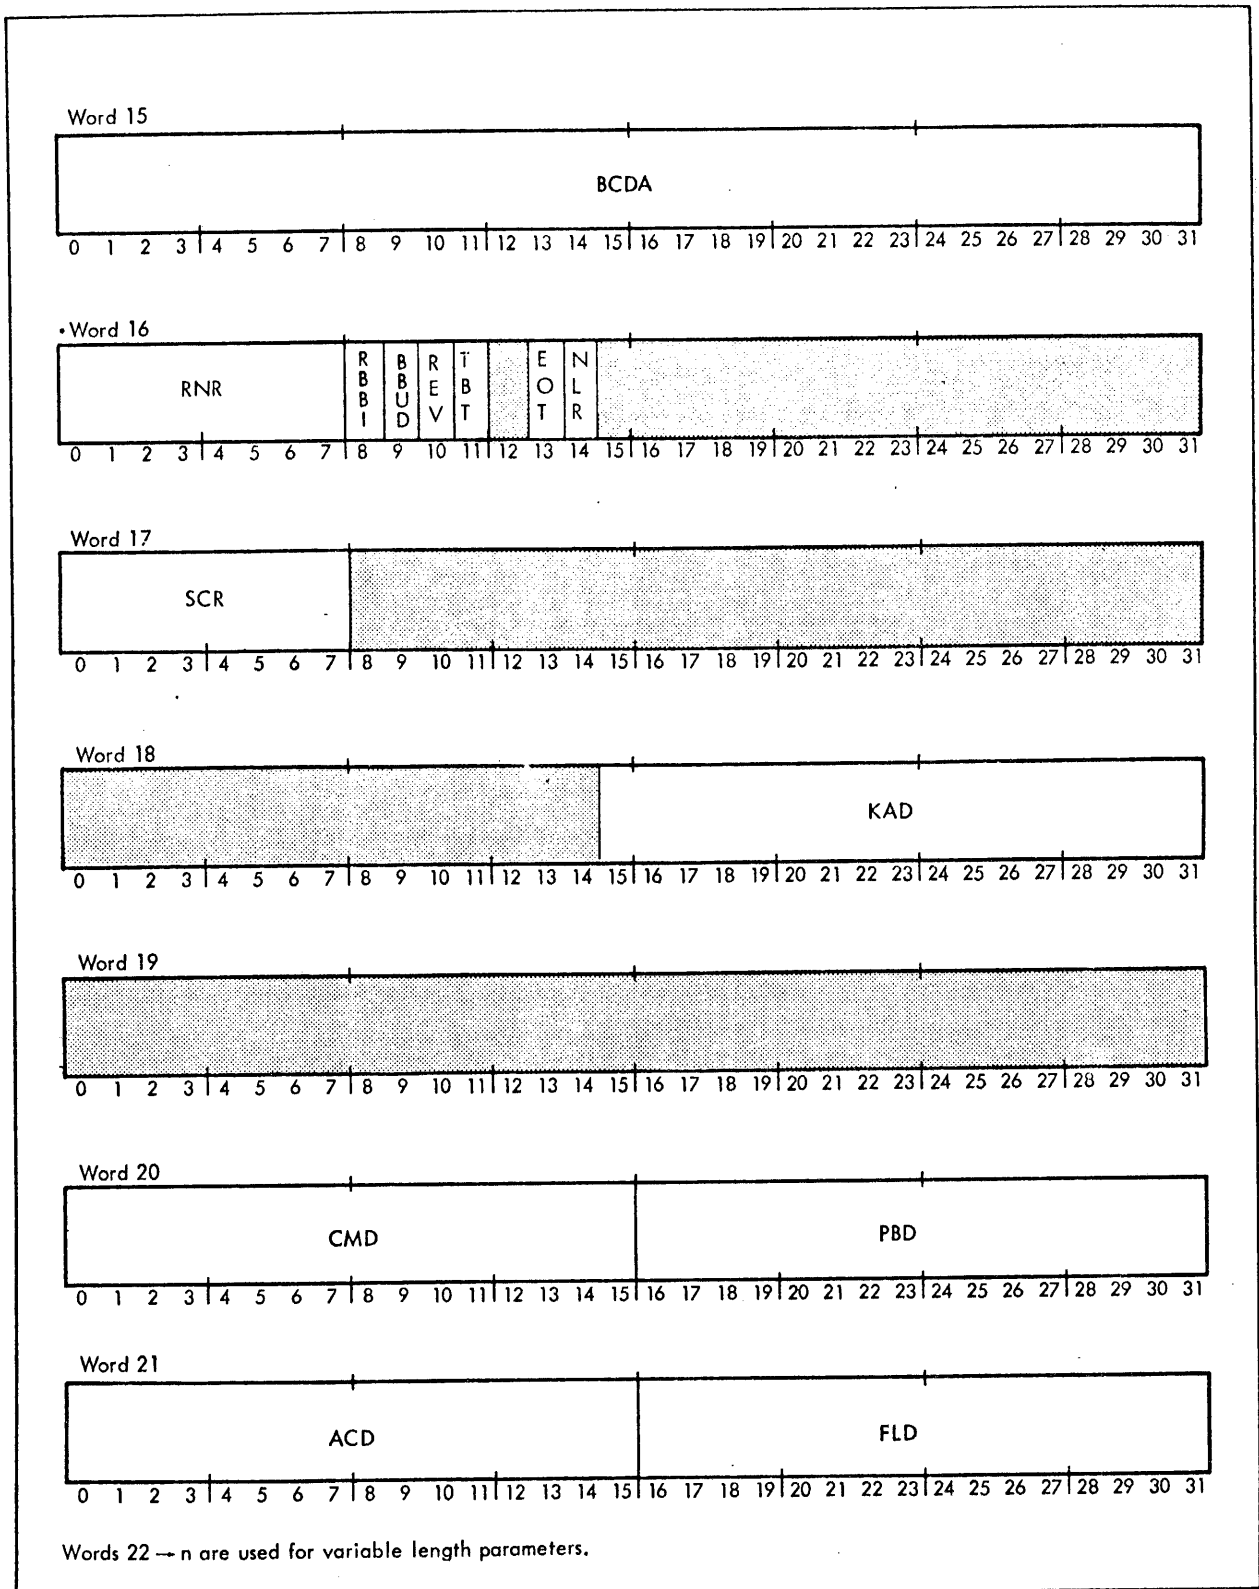 Word 15
BCDA
0 1 2 3 4 5 6 7 8 9 10 11 12 13 14 15 16 17 18 19 20 21 22 23 24 25 26 27 28 29 30 31
Word 16
RNR RBBI BBUD REV TBT EOT NLR
0 1 2 3 4 5 6 7 8 9 10 11 12 13 14 15 16 17 18 19 20 21 22 23 24 25 26 27 28 29 30 31
Word 17
SCR
0 1 2 3 4 5 6 7 8 9 10 11 12 13 14 15 16 17 18 19 20 21 22 23 24 25 26 27 28 29 30 31
Word 18
KAD
0 1 2 3 4 5 6 7 8 9 10 11 12 13 14 15 16 17 18 19 20 21 22 23 24 25 26 27 28 29 30 31
Word 19
0 1 2 3 4 5 6 7 8 9 10 11 12 13 14 15 16 17 18 19 20 21 22 23 24 25 26 27 28 29 30 31
Word 20
CMD PBD
0 1 2 3 4 5 6 7 8 9 10 11 12 13 14 15 16 17 18 19 20 21 22 23 24 25 26 27 28 29 30 31
Word 21
ACD FLD
0 1 2 3 4 5 6 7 8 9 10 11 12 13 14 15 16 17 18 19 20 21 22 23 24 25 26 27 28 29 30 31
Words 22 → n are used for variable length parameters.